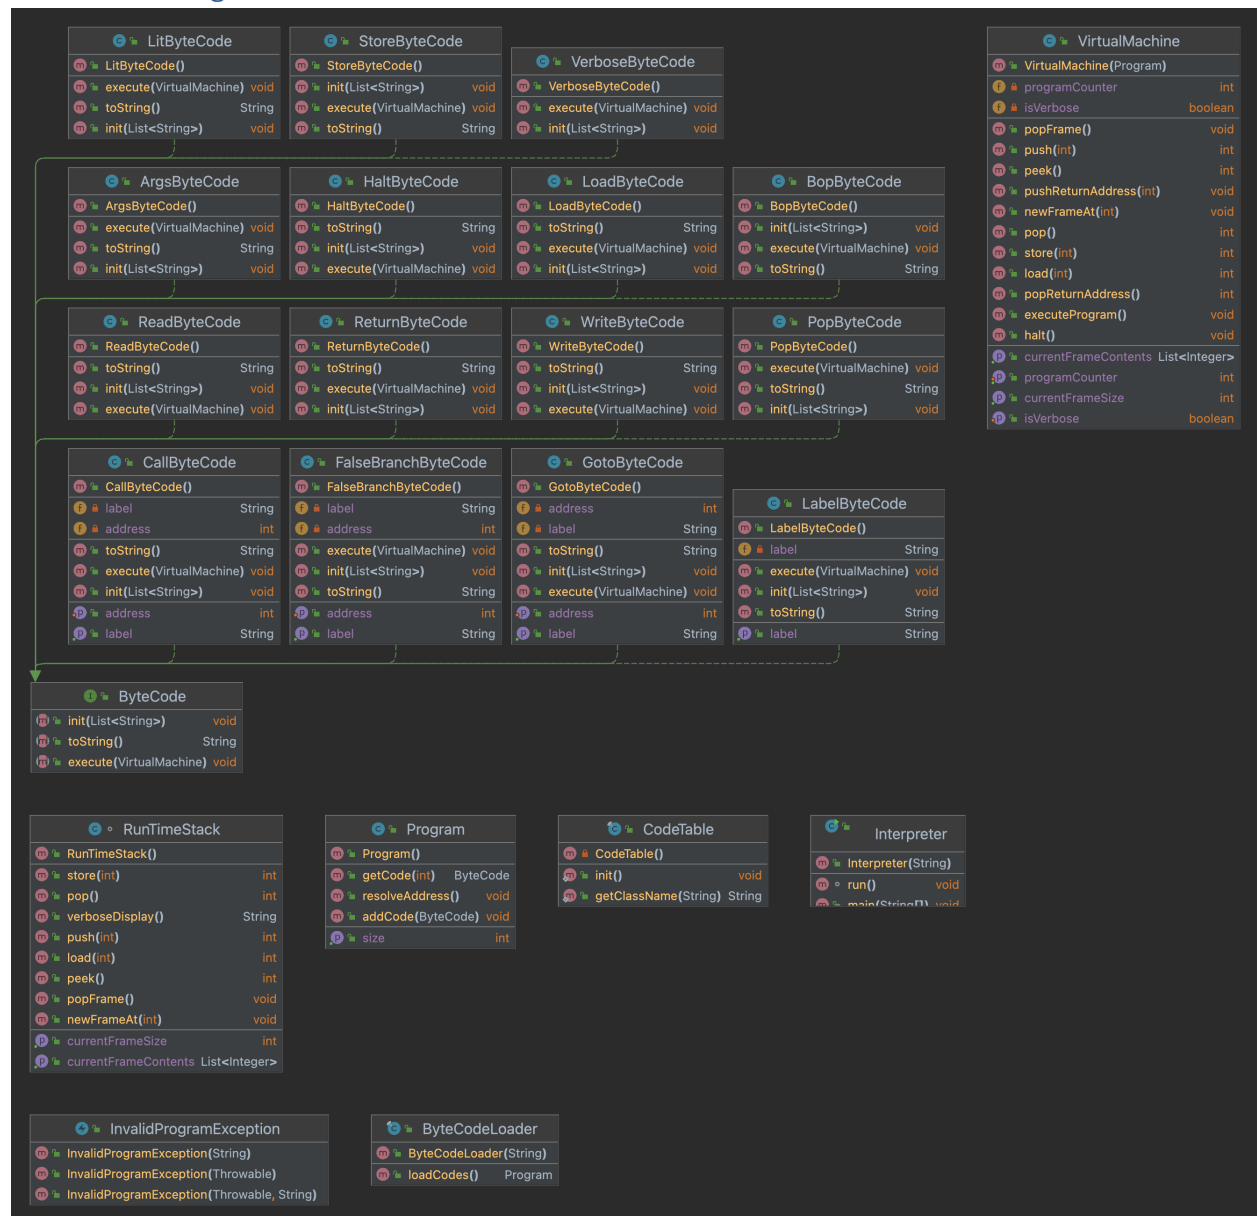 LitByteCode
LitByteCode()
execute(VirtualMachine) void
toString() String
init(List<String>) void
StoreByteCode
StoreByteCode()
init(List<String>) void
execute(VirtualMachine) void
toString() String
VerboseByteCode
VerboseByteCode()
execute(VirtualMachine) void
init(List<String>) void
VirtualMachine
VirtualMachine(Program)
programCounter int
isVerbose boolean
popFrame() void
push(int) int
peek() int
pushReturnAddress(int) void
newFrameAt(int) void
pop() int
store(int) int
load(int) int
popReturnAddress() int
executeProgram() void
halt() void
currentFrameContents List<Integer>
programCounter int
currentFrameSize int
isVerbose boolean
ArgsByteCode
ArgsByteCode()
execute(VirtualMachine) void
toString() String
init(List<String>) void
HaltByteCode
HaltByteCode()
toString() String
init(List<String>) void
execute(VirtualMachine) void
LoadByteCode
LoadByteCode()
toString() String
execute(VirtualMachine) void
init(List<String>) void
BopByteCode
BopByteCode()
init(List<String>) void
execute(VirtualMachine) void
toString() String
ReadByteCode
ReadByteCode()
toString() String
init(List<String>) void
execute(VirtualMachine) void
ReturnByteCode
ReturnByteCode()
toString() String
execute(VirtualMachine) void
init(List<String>) void
WriteByteCode
WriteByteCode()
toString() String
init(List<String>) void
execute(VirtualMachine) void
PopByteCode
PopByteCode()
execute(VirtualMachine) void
toString() String
init(List<String>) void
CallByteCode
CallByteCode()
label String
address int
toString() String
execute(VirtualMachine) void
init(List<String>) void
address int
label String
FalseBranchByteCode
FalseBranchByteCode()
label String
address int
execute(VirtualMachine) void
init(List<String>) void
toString() String
address int
label String
GotoByteCode
GotoByteCode()
address int
label String
toString() String
init(List<String>) void
execute(VirtualMachine) void
address int
label String
LabelByteCode
LabelByteCode()
label String
execute(VirtualMachine) void
init(List<String>) void
toString() String
label String
ByteCode
init(List<String>) void
toString() String
execute(VirtualMachine) void
RunTimeStack
RunTimeStack()
store(int) int
pop() int
verboseDisplay() String
push(int) int
load(int) int
peek() int
popFrame() void
newFrameAt(int) void
currentFrameSize int
currentFrameContents List<Integer>
Program
Program()
getCode(int) ByteCode
resolveAddress() void
addCode(ByteCode) void
size int
CodeTable
CodeTable()
init() void
getClassName(String) String
Interpreter
Interpreter(String)
run() void
main(String[]) void
InvalidProgramException
InvalidProgramException(String)
InvalidProgramException(Throwable)
InvalidProgramException(Throwable, String)
ByteCodeLoader
ByteCodeLoader(String)
loadCodes() Program